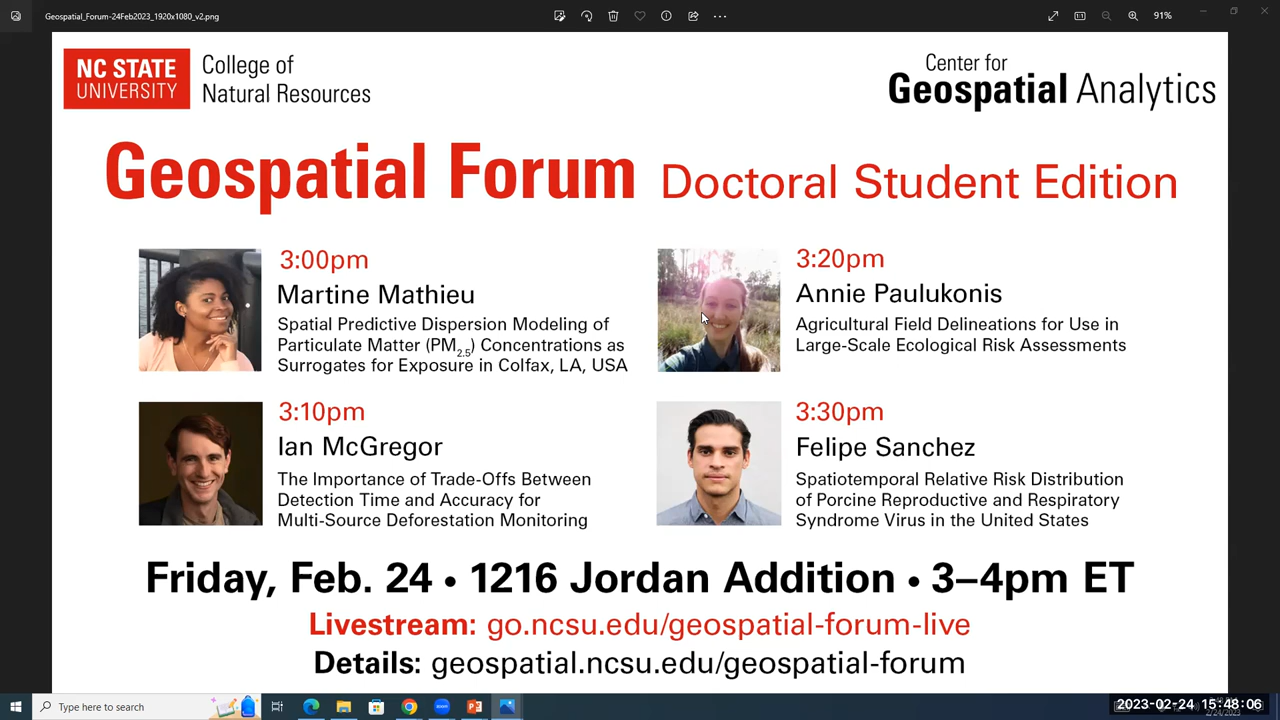 Geospatial_Forum-24Feb2023_1920x1080_v2.png
91%
NC STATE
UNIVERSITY
College of
Natural Resources
Center for
Geospatial Analytics
Geospatial Forum Doctoral Student Edition
3:00pm
Martine Mathieu
Spatial Predictive Dispersion Modeling of
Particulate Matter (PM2.5) Concentrations as
Surrogates for Exposure in Colfax, LA, USA
3:20pm
Annie Paulukonis
Agricultural Field Delineations for Use in
Large-Scale Ecological Risk Assessments
3:10pm
Ian McGregor
The Importance of Trade-Offs Between
Detection Time and Accuracy for
Multi-Source Deforestation Monitoring
3:30pm
Felipe Sanchez
Spatiotemporal Relative Risk Distribution
of Porcine Reproductive and Respiratory
Syndrome Virus in the United States
Friday, Feb. 24 • 1216 Jordan Addition • 3–4pm ET
Livestream: go.ncsu.edu/geospatial-forum-live
Details: geospatial.ncsu.edu/geospatial-forum
Type here to search
2023-02-24 15:48:06